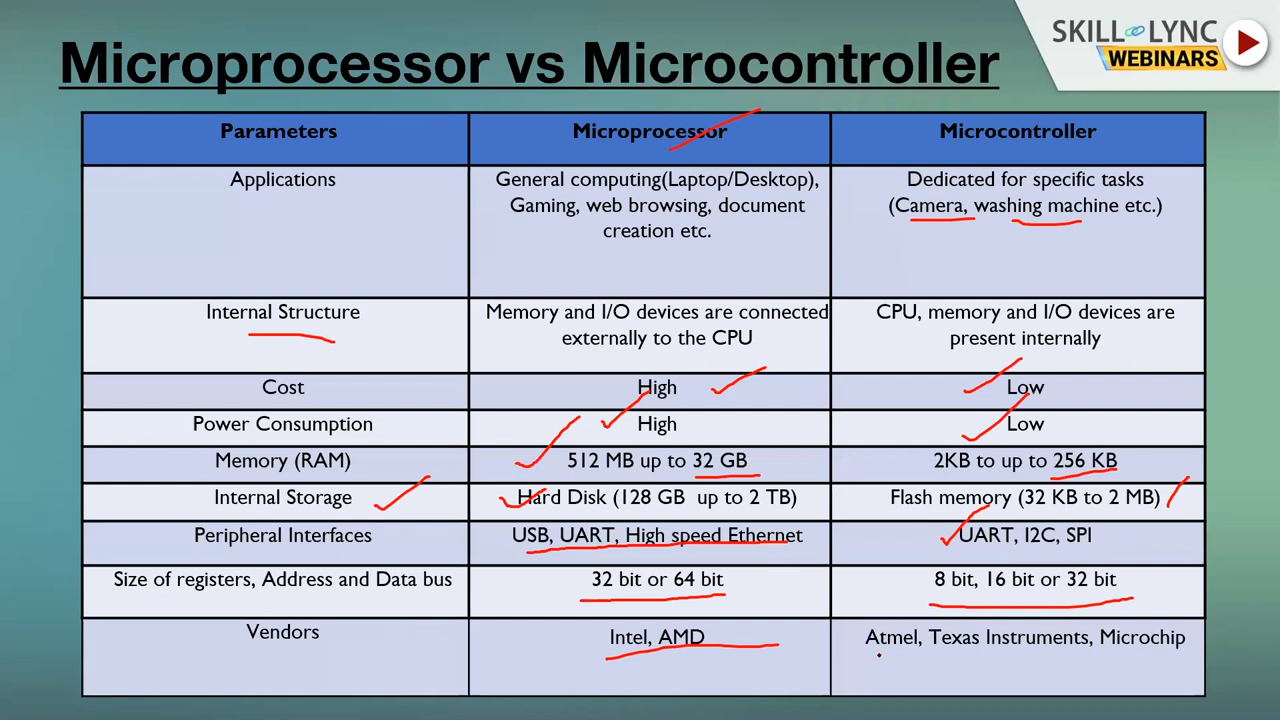 SKILL LYNC
WEBINARS
Microprocessor vs Microcontroller
Parameters
Microprocessor
Microcontroller
Applications
General computing(Laptop/Desktop),
Gaming, web browsing, document
creation etc.
Dedicated for specific tasks
(Camera, washing machine etc.)
Internal Structure
Memory and I/O devices are connected
externally to the CPU
CPU, memory and I/O devices are
present internally
Cost
High
Low
Power Consumption
High
Low
Memory (RAM)
512 MB up to 32 GB
2KB to up to 256 KB
Internal Storage
Hard Disk (128 GB up to 2 TB)
Flash memory (32 KB to 2 MB)
Peripheral Interfaces
USB, UART, High speed Ethernet
UART, I2C, SPI
Size of registers, Address and Data bus
32 bit or 64 bit
8 bit, 16 bit or 32 bit
Vendors
Intel, AMD
Atmel, Texas Instruments, Microchip